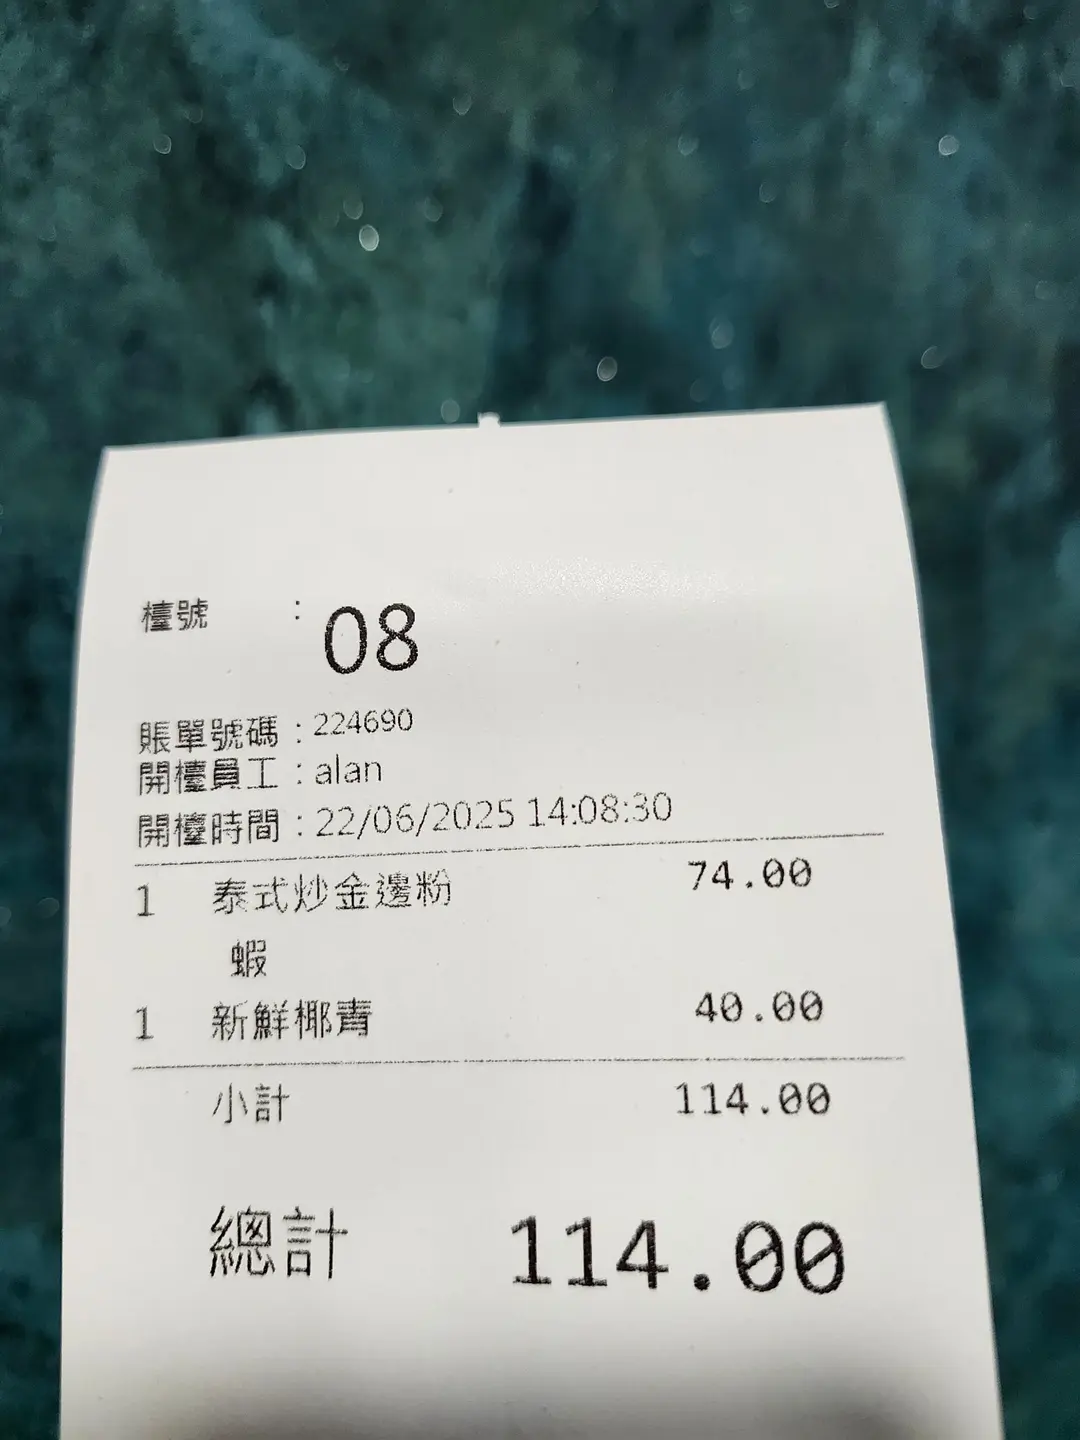 檯號 : 08
賬單號碼 : 224690
開檯員工 : alan
開檯時間 : 22/06/2025 14:08:30
1 泰式炒金邊粉 74.00
蝦
1 新鮮椰青 40.00
小計 114.00
總計 114.00